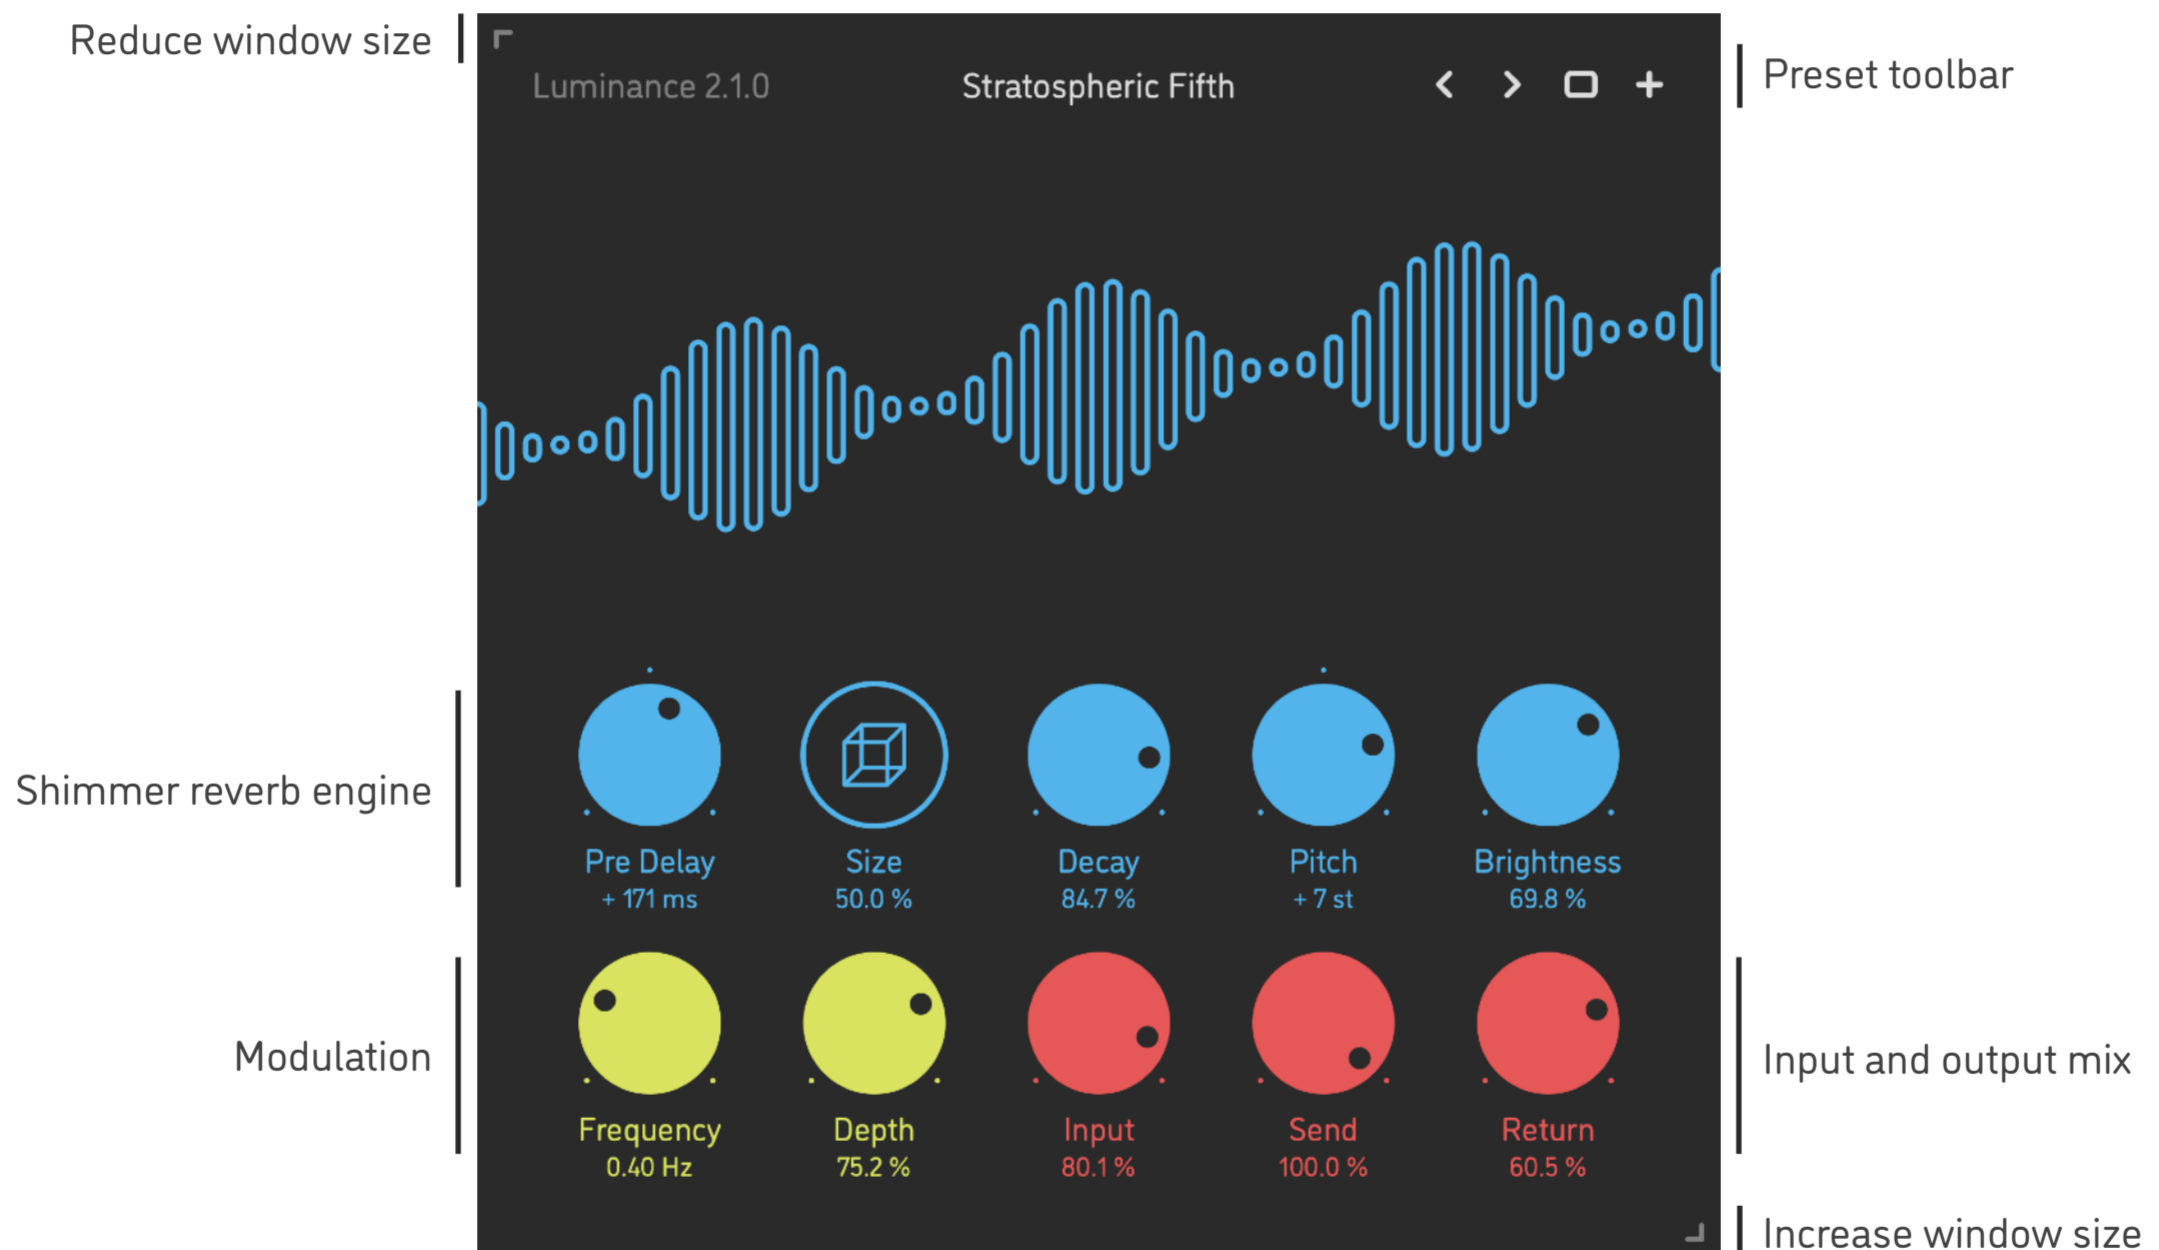 Reduce window size
Luminance 2.1.0
Stratospheric Fifth
Preset toolbar
Shimmer reverb engine
Pre Delay
+ 171 ms
Size
50.0 %
Decay
84.7 %
Pitch
+ 7 st
Brightness
69.8 %
Modulation
Frequency
0.40 Hz
Depth
75.2 %
Input
80.1 %
Send
100.0 %
Return
60.5 %
Input and output mix
Increase window size